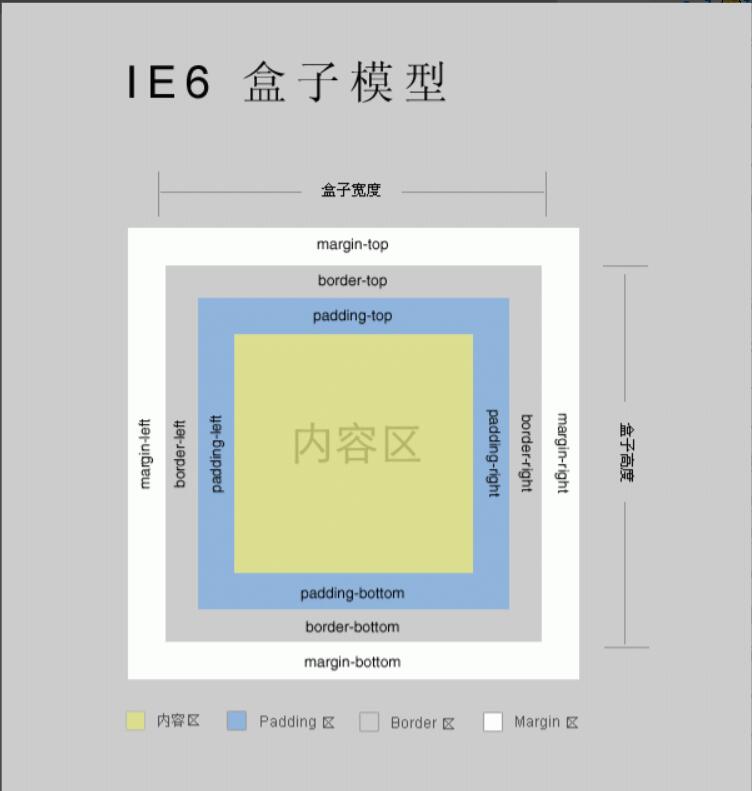 IE6 盒子模型
盒子宽度
margin-top
border-top
padding-top
margin-left
border-left
padding-left
内容区
padding-right
border-right
margin-right
盒子高度
padding-bottom
border-bottom
margin-bottom
内容区 Padding 区 Border 区 Margin 区